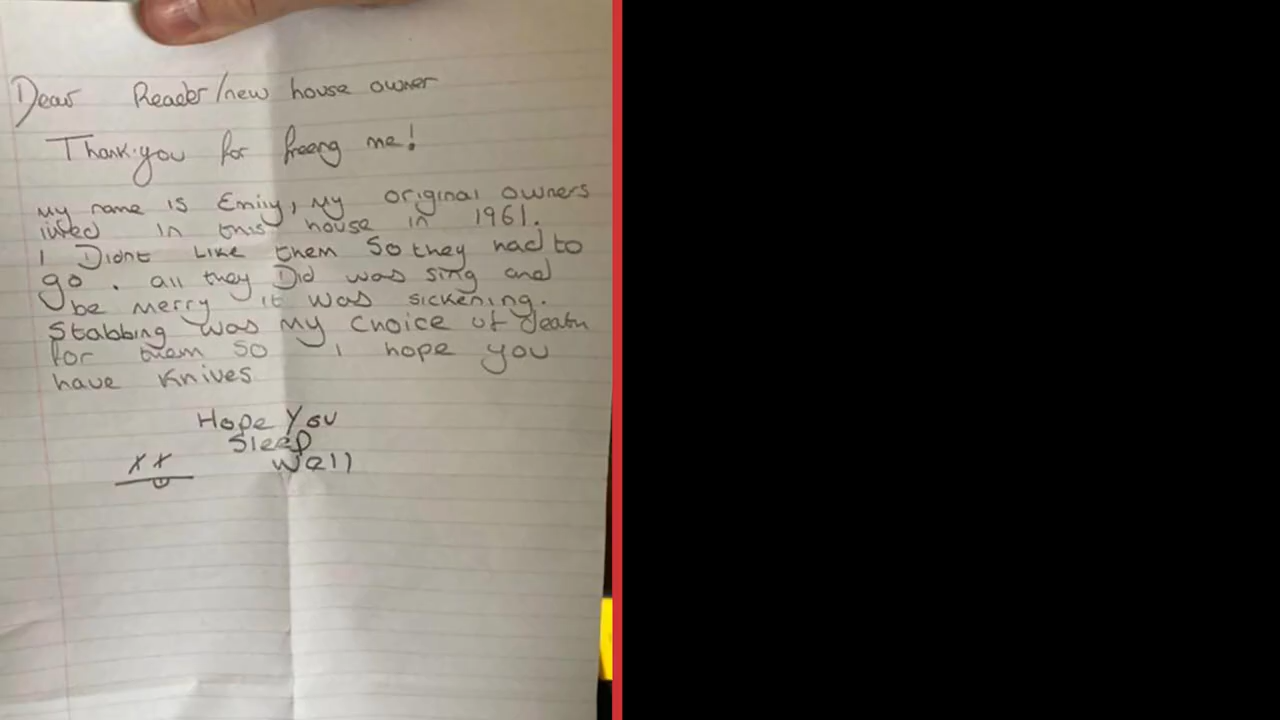 Dear Reader/new house owner
Thank you for freeing me!
My name is Emily, my original owners
lived in this house in 1961.
I Didnt Like them So they had to
go. all they Did was sing and
be merry it was sickening.
Stabbing was my choice of death
for them so I hope you
have knives
Hope You
Sleep
Well
XX